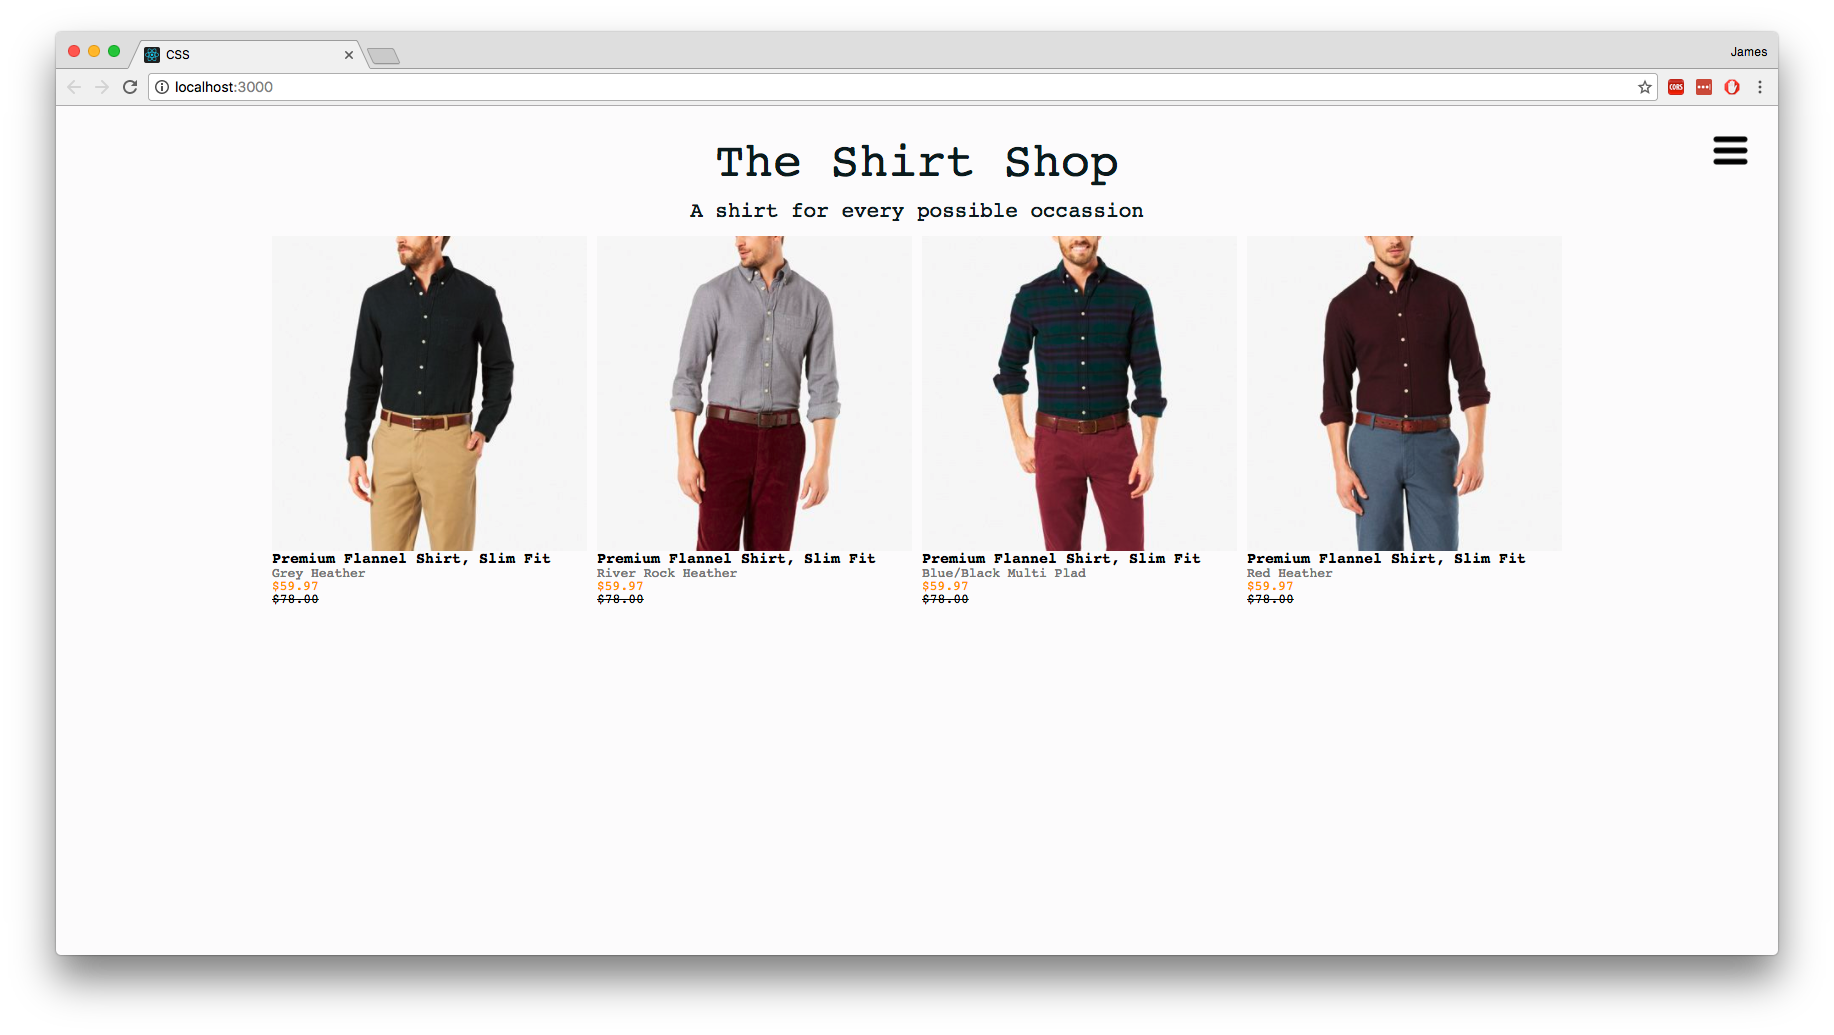 CSS
James
localhost:3000
CORS
The Shirt Shop
A shirt for every possible occassion
Premium Flannel Shirt, Slim Fit
Grey Heather
$59.97
$78.00
Premium Flannel Shirt, Slim Fit
River Rock Heather
$59.97
$78.00
Premium Flannel Shirt, Slim Fit
Blue/Black Multi Plad
$59.97
$78.00
Premium Flannel Shirt, Slim Fit
Red Heather
$59.97
$78.00